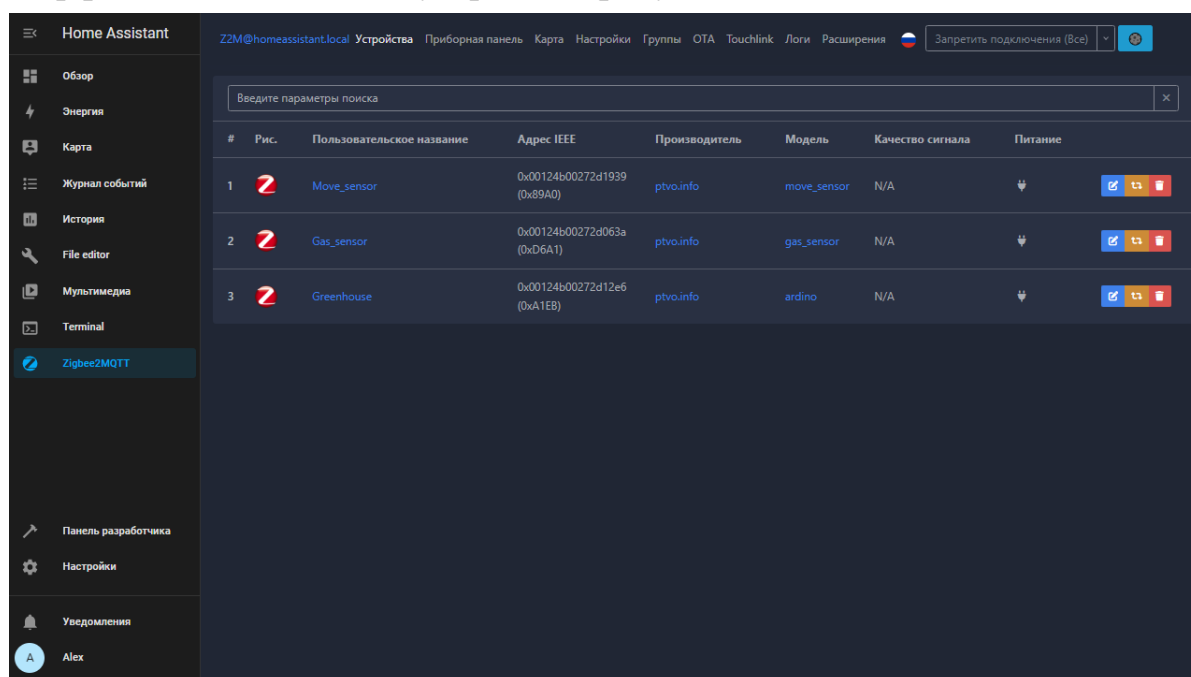 Home Assistant
Z2M@homeassistant.local Устройства Приборная панель Карта Настройки Группы OTA Touchlink Логи Расширения Запретить подключения (Все)
Обзор
Энергия
Карта
Журнал событий
История
File editor
Мультимедиа
Terminal
Zigbee2MQTT
Панель разработчика
Настройки
Уведомления
A Alex
Введите параметры поиска
# Рис. Пользовательское название Адрес IEEE Производитель Модель Качество сигнала Питание
1 Move_sensor 0x00124b00272d1939 ptvo.info move_sensor N/A
(0x89A0)
2 Gas_sensor 0x00124b00272d063a ptvo.info gas_sensor N/A
(0xD6A1)
3 Greenhouse 0x00124b00272d12e6 ptvo.info ardino N/A
(0xA1EB)